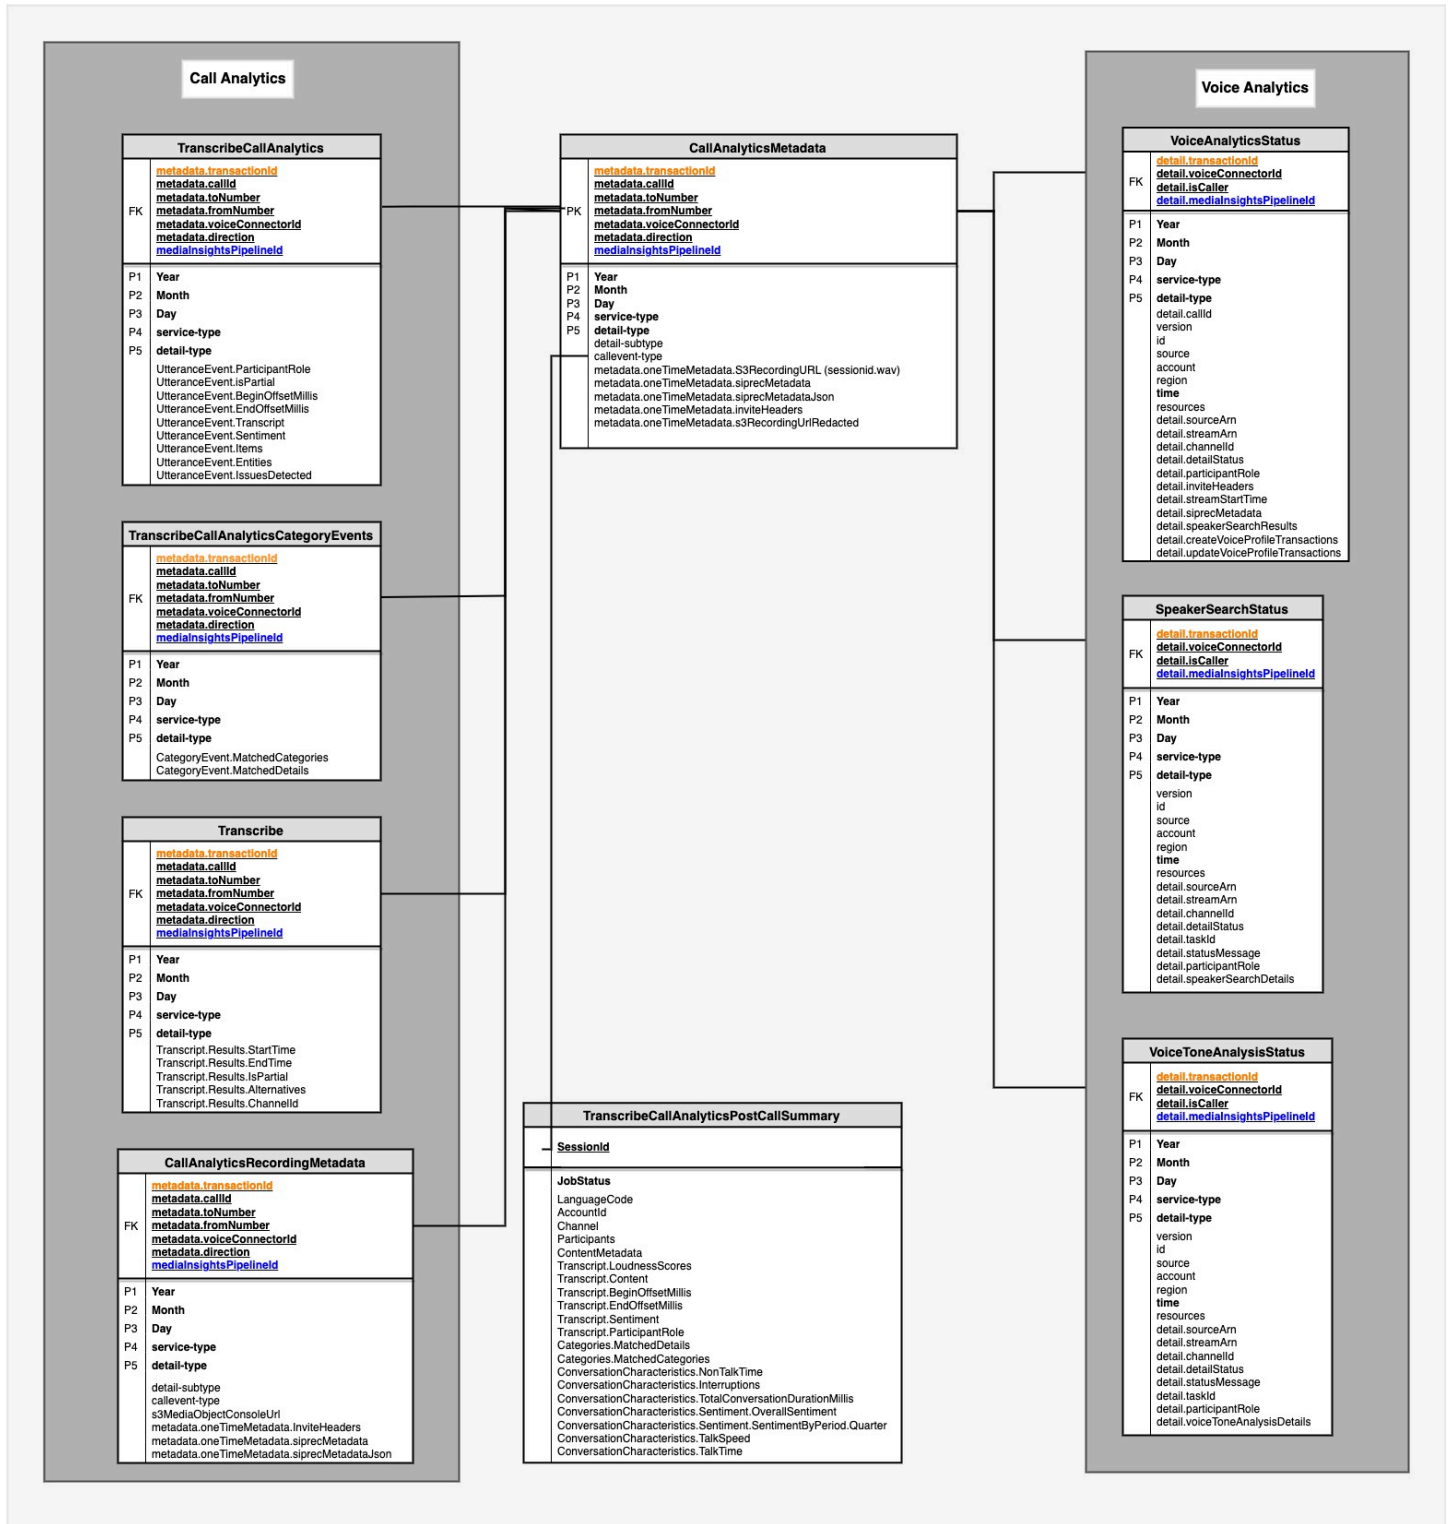 Call Analytics
TranscribeCallAnalytics
metadata.transactionId
metadata.callId
metadata.toNumber
FK metadata.fromNumber
metadata.voiceConnectorId
metadata.direction
mediaInsightsPipelineId
P1 Year
P2 Month
P3 Day
P4 service-type
P5 detail-type
UtteranceEvent.ParticipantRole
UtteranceEvent.isPartial
UtteranceEvent.BeginOffsetMillis
UtteranceEvent.EndOffsetMillis
UtteranceEvent.Transcript
UtteranceEvent.Sentiment
UtteranceEvent.Items
UtteranceEvent.Entities
UtteranceEvent.IssuesDetected
TranscribeCallAnalyticsCategoryEvents
metadata.transactionId
metadata.callId
metadata.toNumber
FK metadata.fromNumber
metadata.voiceConnectorId
metadata.direction
mediaInsightsPipelineId
P1 Year
P2 Month
P3 Day
P4 service-type
P5 detail-type
CategoryEvent.MatchedCategories
CategoryEvent.MatchedDetails
Transcribe
metadata.transactionId
metadata.callId
metadata.toNumber
FK metadata.fromNumber
metadata.voiceConnectorId
metadata.direction
mediaInsightsPipelineId
P1 Year
P2 Month
P3 Day
P4 service-type
P5 detail-type
Transcript.Results.StartTime
Transcript.Results.EndTime
Transcript.Results.IsPartial
Transcript.Results.Alternatives
Transcript.Results.ChannelId
CallAnalyticsRecordingMetadata
metadata.transactionId
metadata.callId
metadata.toNumber
FK metadata.fromNumber
metadata.voiceConnectorId
metadata.direction
mediaInsightsPipelineId
P1 Year
P2 Month
P3 Day
P4 service-type
P5 detail-type
detail-subtype
callevent-type
s3MediaObjectConsoleUrl
metadata.oneTimeMetadata.InviteHeaders
metadata.oneTimeMetadata.siprecMetadata
metadata.oneTimeMetadata.siprecMetadataJson
CallAnalyticsMetadata
metadata.transactionId
metadata.callId
metadata.toNumber
PK metadata.fromNumber
metadata.voiceConnectorId
metadata.direction
mediaInsightsPipelineId
P1 Year
P2 Month
P3 Day
P4 service-type
P5 detail-type
detail-subtype
callevent-type
metadata.oneTimeMetadata.S3RecordingURL (sessionid.wav)
metadata.oneTimeMetadata.siprecMetadata
metadata.oneTimeMetadata.siprecMetadataJson
metadata.oneTimeMetadata.inviteHeaders
metadata.oneTimeMetadata.s3RecordingUrlRedacted
TranscribeCallAnalyticsPostCallSummary
SessionId
JobStatus
LanguageCode
AccountId
Channel
Participants
ContentMetadata
Transcript.LoudnessScores
Transcript.Content
Transcript.BeginOffsetMillis
Transcript.EndOffsetMillis
Transcript.Sentiment
Transcript.ParticipantRole
Categories.MatchedDetails
Categories.MatchedCategories
ConversationCharacteristics.NonTalkTime
ConversationCharacteristics.Interruptions
ConversationCharacteristics.TotalConversationDurationMillis
ConversationCharacteristics.Sentiment.OverallSentiment
ConversationCharacteristics.Sentiment.SentimentByPeriod.Quarter
ConversationCharacteristics.TalkSpeed
ConversationCharacteristics.TalkTime
Voice Analytics
VoiceAnalyticsStatus
detail.transactionId
detail.voiceConnectorId
FK detail.isCaller
detail.mediaInsightsPipelineId
P1 Year
P2 Month
P3 Day
P4 service-type
P5 detail-type
detail.callId
version
id
source
account
region
time
resources
detail.sourceArn
detail.streamArn
detail.channelId
detail.detailStatus
detail.participantRole
detail.inviteHeaders
detail.streamStartTime
detail.siprecMetadata
detail.speakerSearchResults
detail.createVoiceProfileTransactions
detail.updateVoiceProfileTransactions
SpeakerSearchStatus
detail.transactionId
detail.voiceConnectorId
FK detail.isCaller
detail.mediaInsightsPipelineId
P1 Year
P2 Month
P3 Day
P4 service-type
P5 detail-type
version
id
source
account
region
time
resources
detail.sourceArn
detail.streamArn
detail.channelId
detail.detailStatus
detail.taskId
detail.statusMessage
detail.participantRole
detail.speakerSearchDetails
VoiceToneAnalysisStatus
detail.transactionId
detail.voiceConnectorId
FK detail.isCaller
detail.mediaInsightsPipelineId
P1 Year
P2 Month
P3 Day
P4 service-type
P5 detail-type
version
id
source
account
region
time
resources
detail.sourceArn
detail.streamArn
detail.channelId
detail.detailStatus
detail.statusMessage
detail.taskId
detail.participantRole
detail.voiceToneAnalysisDetails